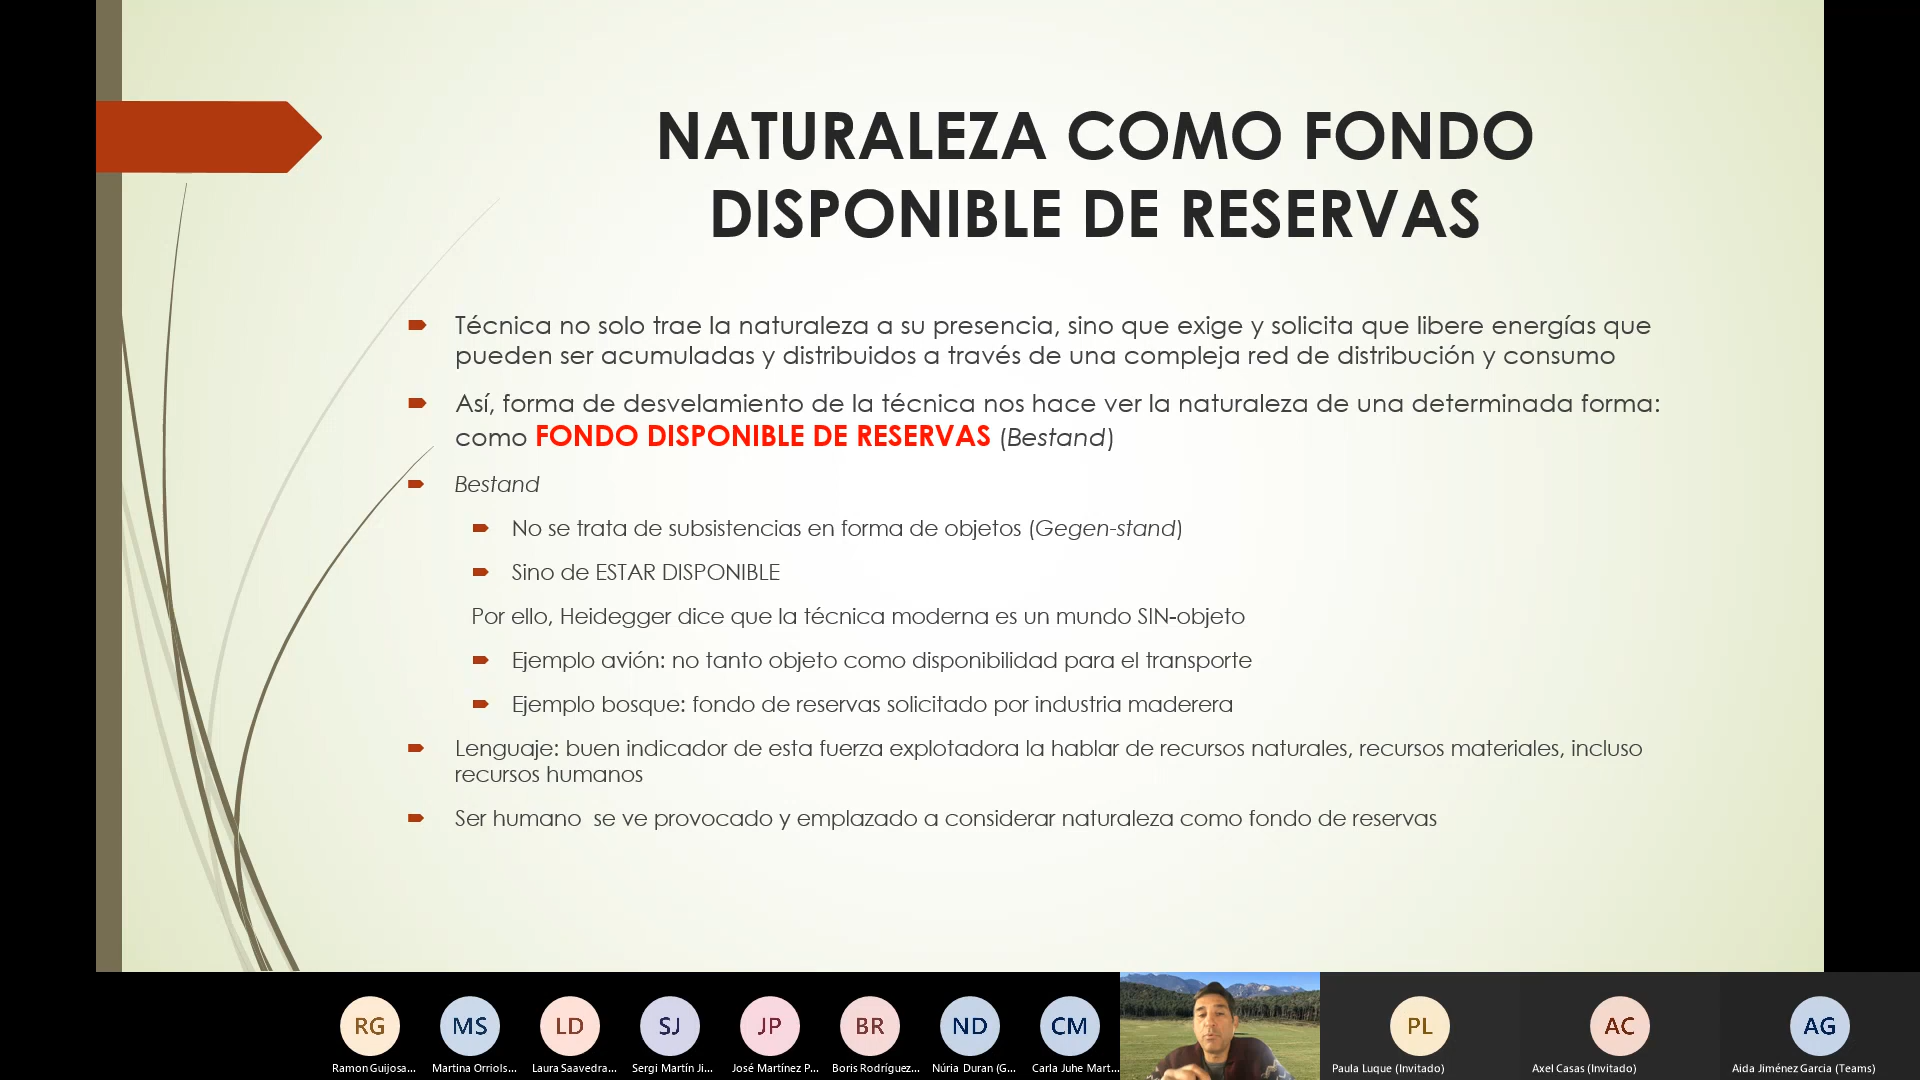 NATURALEZA COMO FONDO
DISPONIBLE DE RESERVAS
Técnica no solo trae la naturaleza a su presencia, sino que exige y solicita que libere energías que
pueden ser acumuladas y distribuidos a través de una compleja red de distribución y consumo
Así, forma de desvelamiento de la técnica nos hace ver la naturaleza de una determinada forma:
como FONDO DISPONIBLE DE RESERVAS (Bestand)
Bestand
No se trata de subsistencias en forma de objetos (Gegen-stand)
Sino de ESTAR DISPONIBLE
Por ello, Heidegger dice que la técnica moderna es un mundo SIN-objeto
Ejemplo avión: no tanto objeto como disponibilidad para el transporte
Ejemplo bosque: fondo de reservas solicitado por industria maderera
Lenguaje: buen indicador de esta fuerza explotadora la hablar de recursos naturales, recursos materiales, incluso
recursos humanos
Ser humano  se ve provocado y emplazado a considerar naturaleza como fondo de reservas
RG MS LD SJ JP BR ND CM PL AC AG
Ramon Guijosa... Martina Orriols... Laura Saavedra... Sergi Martín Ji... José Martínez P... Boris Rodríguez... Núria Duran (G... Carla Juhe Mart... Paula Luque (Invitado) Axel Casas (Invitado) Aida Jiménez Garcia (Teams)